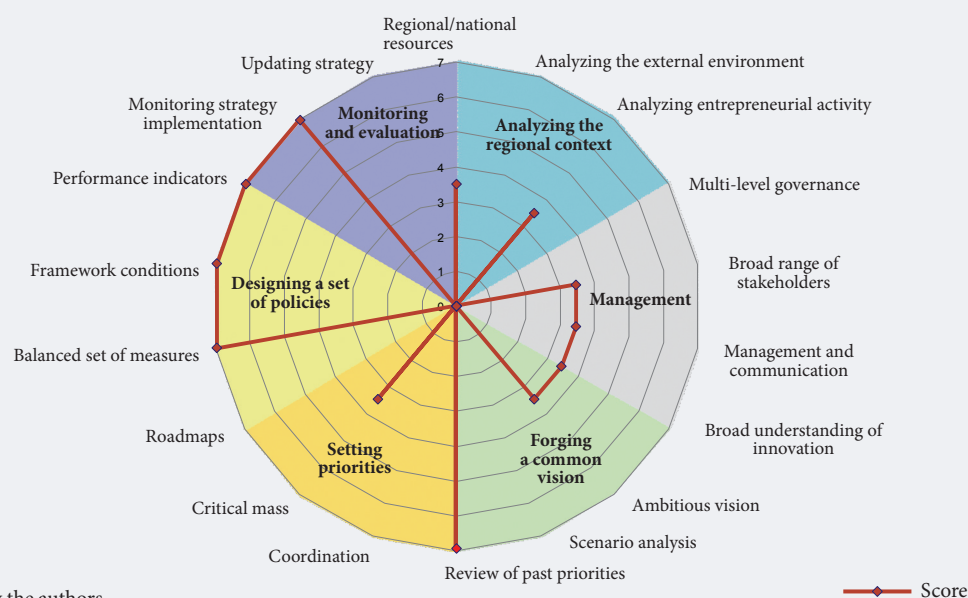 Regional/national
resources
Updating strategy
Analyzing the external environment
Monitoring strategy
implementation
Analyzing entrepreneurial activity
Monitoring
and evaluation
Analyzing the
regional context
Performance indicators
Multi-level governance
7
6
5
4
3
2
1
0
Framework conditions
Designing a set
of policies
Management
Broad range of
stakeholders
Balanced set of measures
Management and
communication
Roadmaps
Setting
priorities
Forging
a common
vision
Broad understanding of
innovation
Critical mass
Ambitious vision
Coordination
Scenario analysis
Review of past priorities
the authors
Score